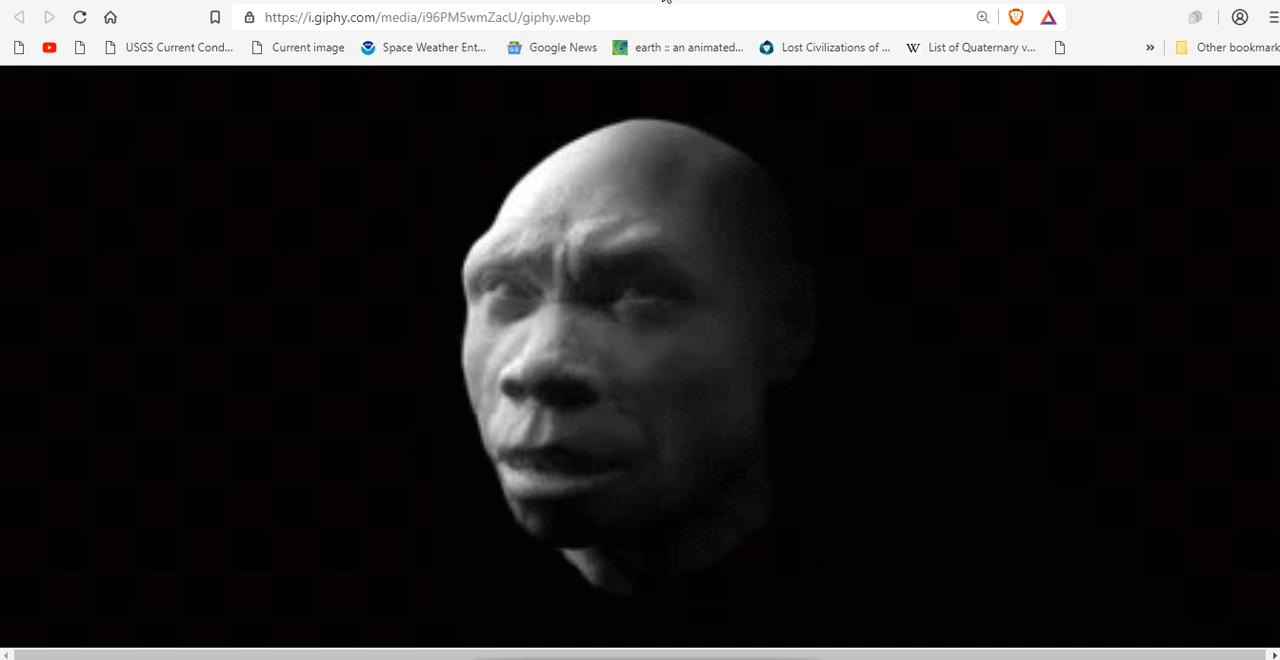 https://i.giphy.com/media/i96PM5wmZacU/giphy.webp
USGS Current Cond... Current image Space Weather Ent... Google News earth :: an animated... Lost Civilizations of ... W List of Quaternary v... » Other bookmark